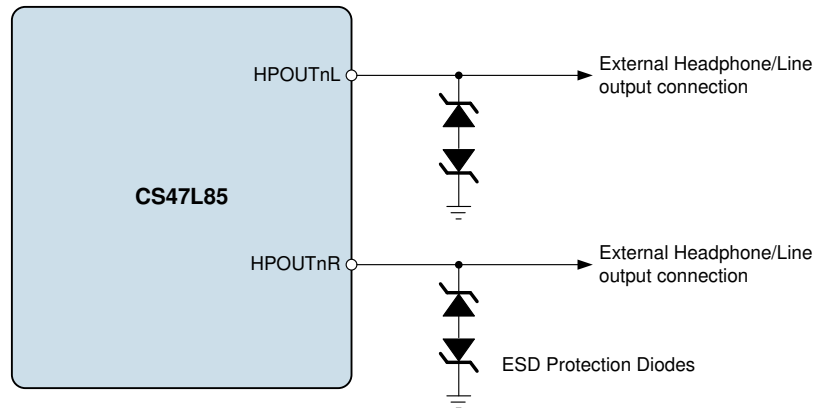 HPOUTnL
External Headphone/Line
output connection
CS47L85
HPOUTnR
External Headphone/Line
output connection
ESD Protection Diodes